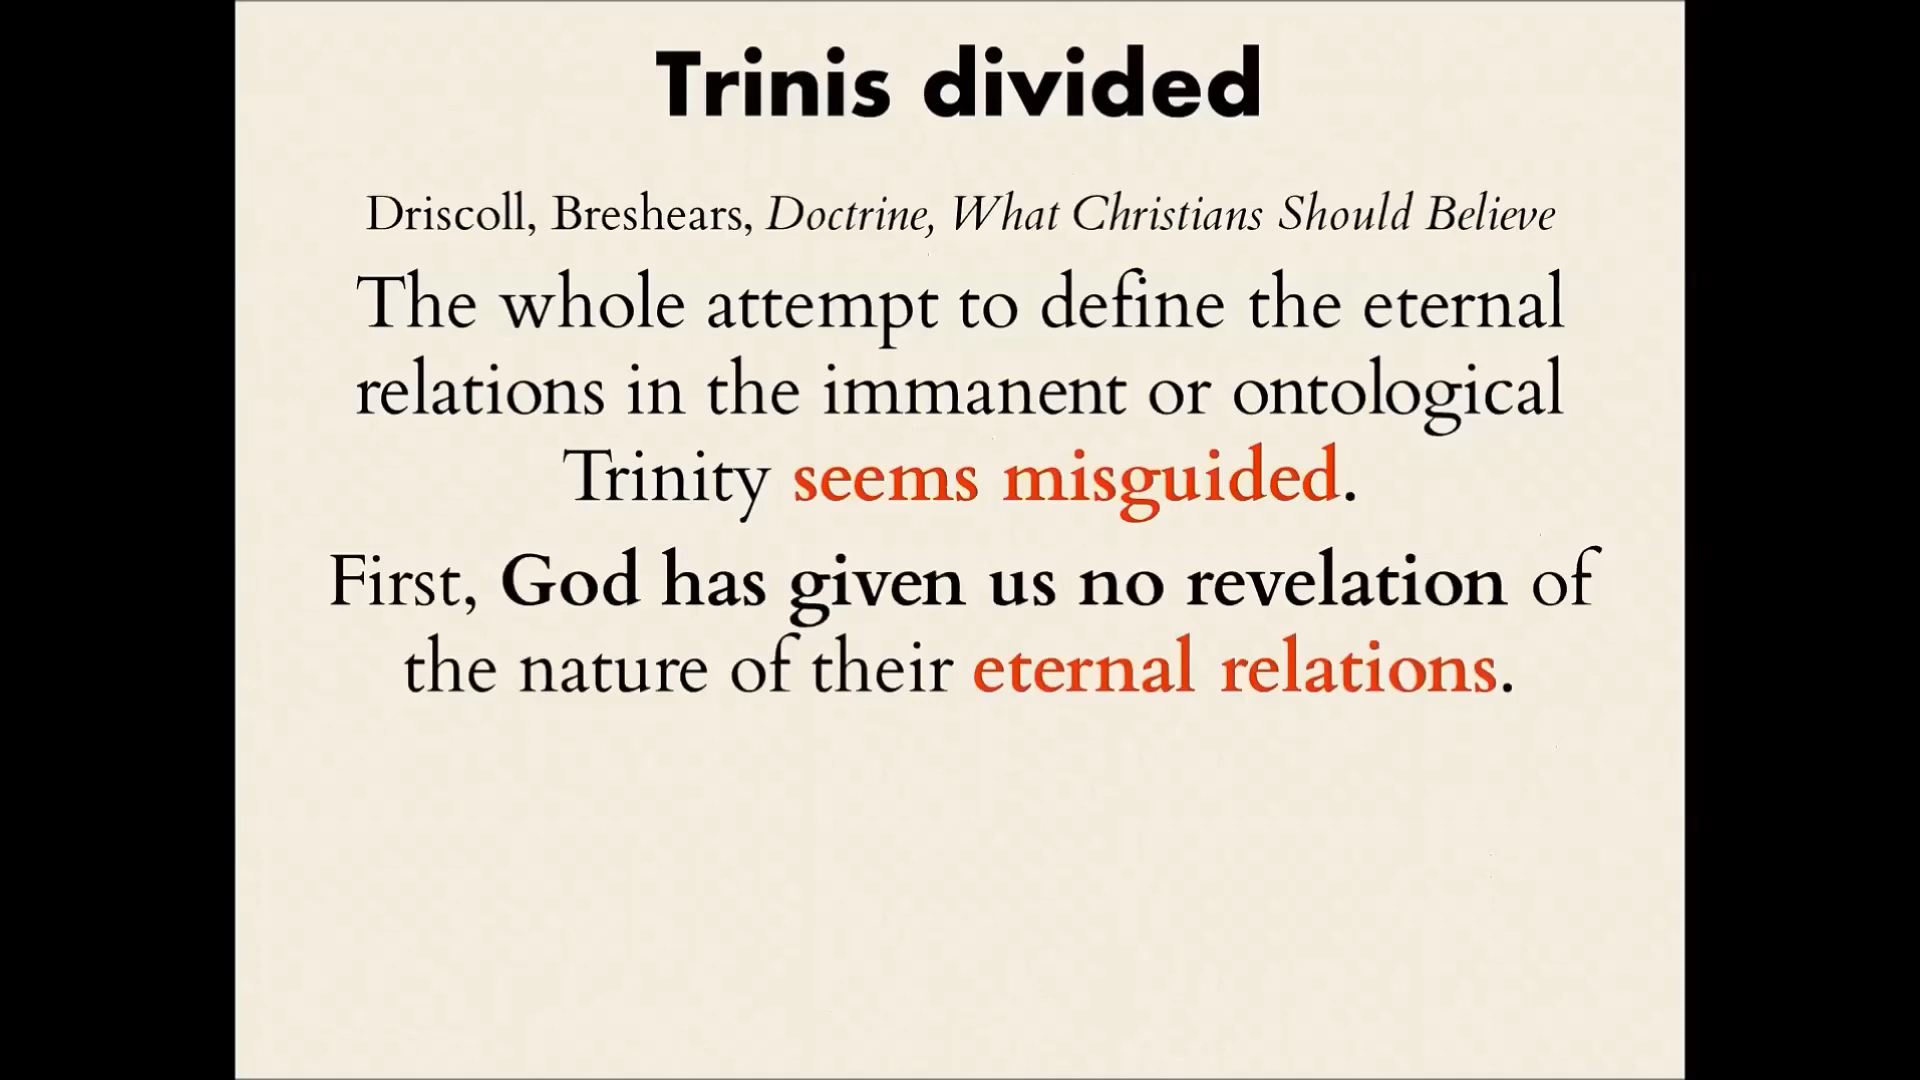 Trinis divided
Driscoll, Breshears, Doctrine, What Christians Should Believe
The whole attempt to define the eternal
relations in the immanent or ontological
Trinity seems misguided.
First, God has given us no revelation of
the nature of their eternal relations.